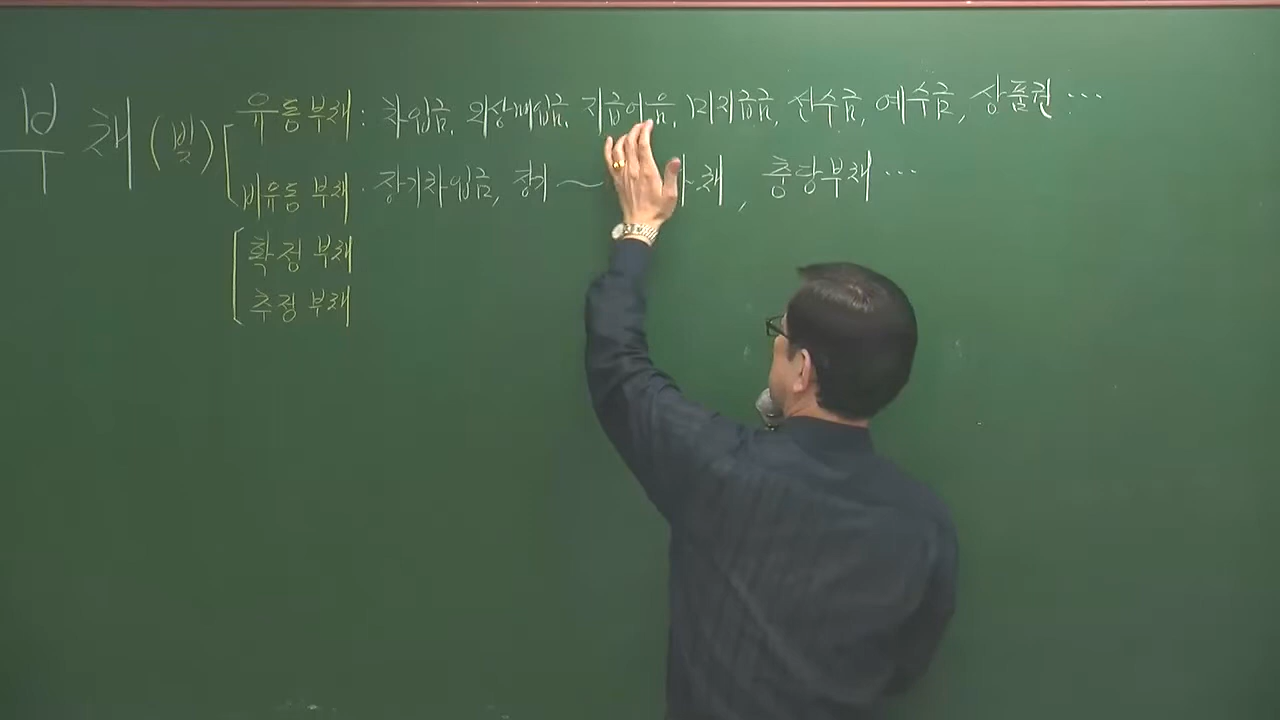 부채 (빚)
유동부채 : 차입금, 외상매입금, 지급어음, 미지급금, 선수금, 예수금, 상품권 ···
비유동 부채 · 장기차입금, 장기 ~ 채, 충당부채 ···
확정 부채
추정 부채